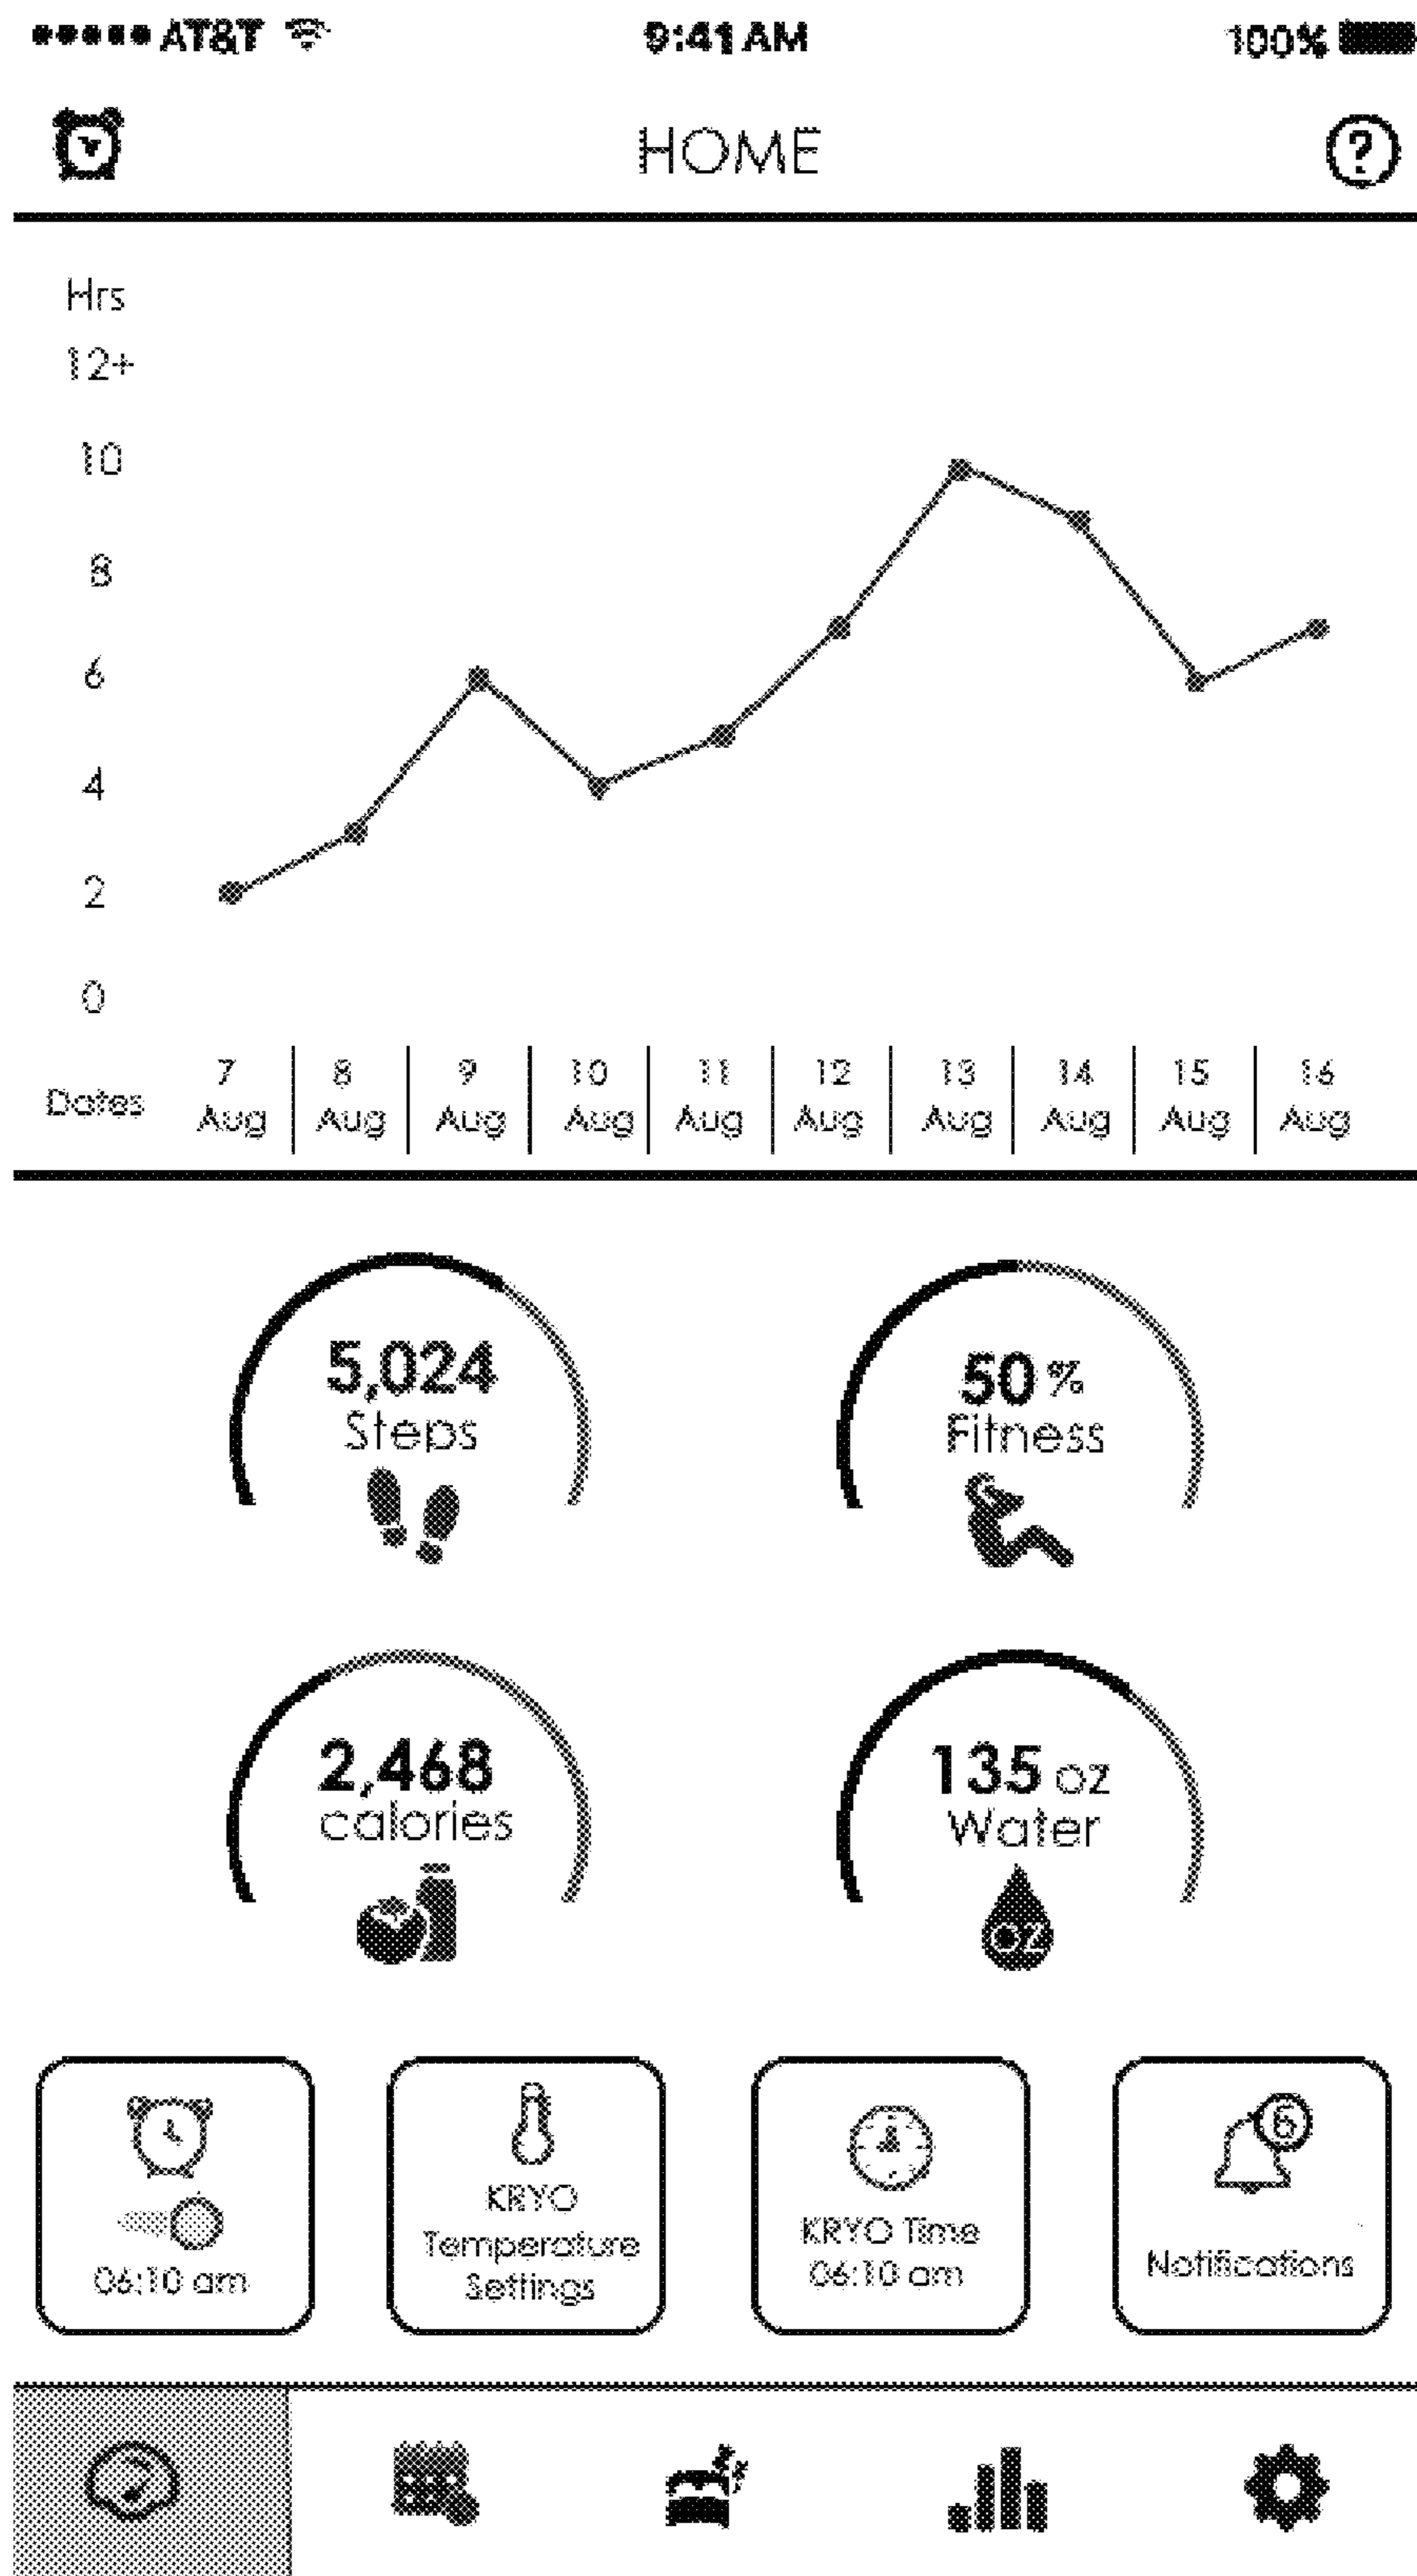 AT&T 9:41 AM 100%
HOME ?
Hrs
12+
10
8
6
4
2
0
Dates
7 Aug
8 Aug
9 Aug
10 Aug
11 Aug
12 Aug
13 Aug
14 Aug
15 Aug
16 Aug
5,024
Steps
50 %
Fitness
2,468
calories
135 oz
Water
OZ
06:10 am
KRYO
Temperature
Settings
KRYO Time
06:10 am
6
Notifications